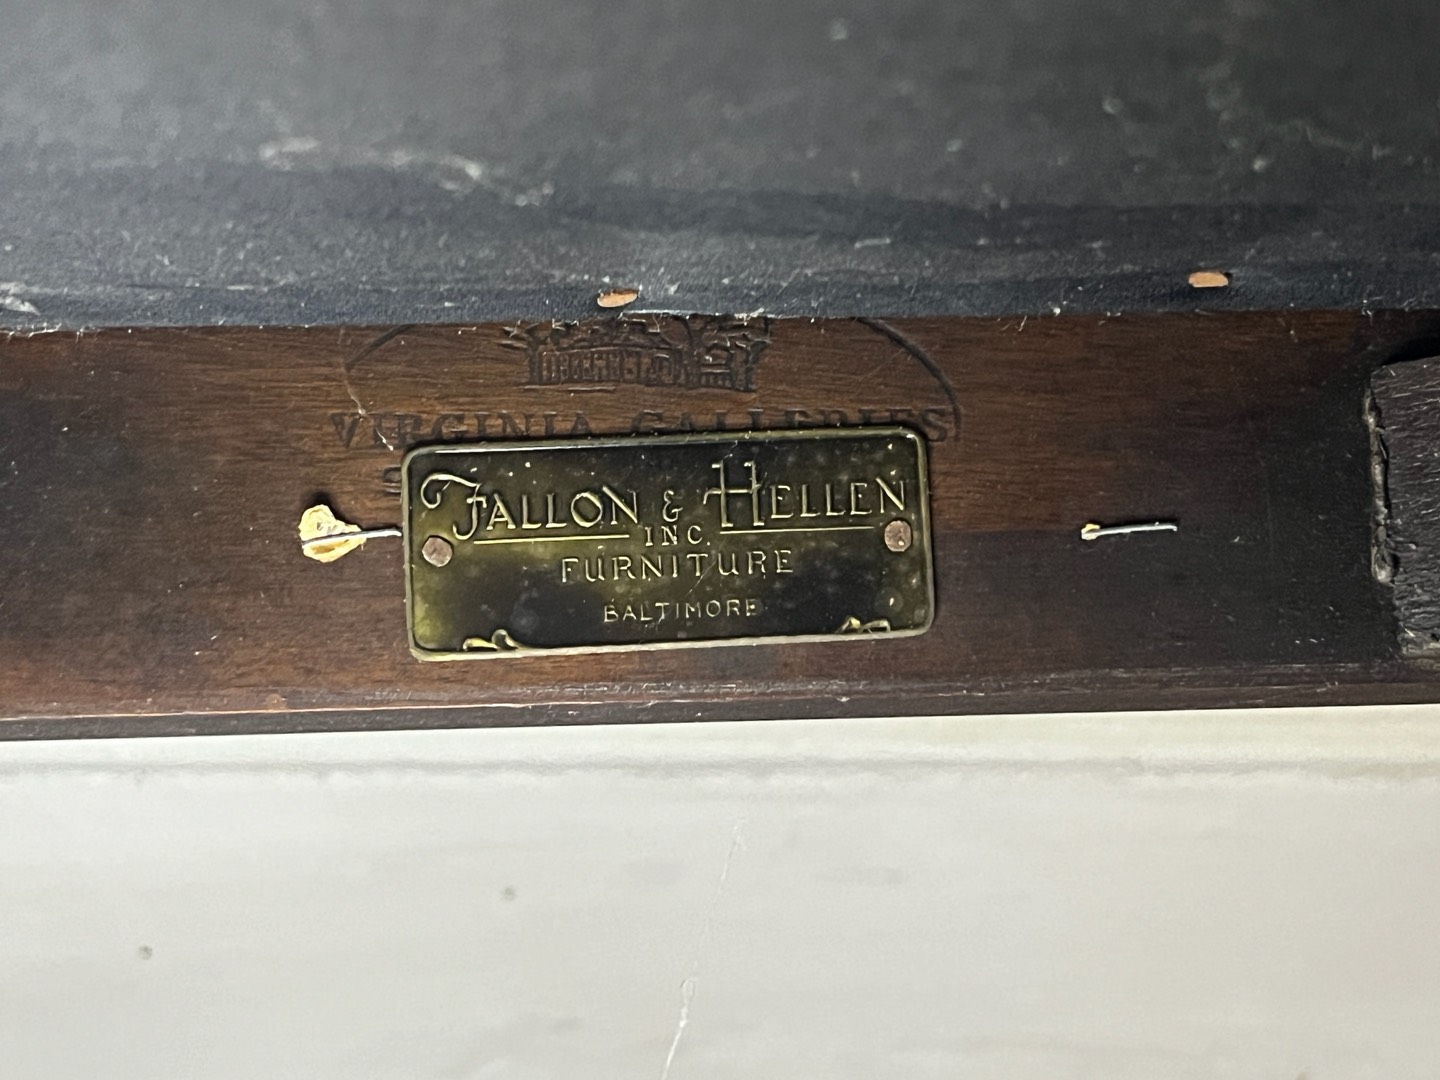 VIRGINIA GALLERIES
FALLON & HELLEN
INC.
FURNITURE
BALTIMORE